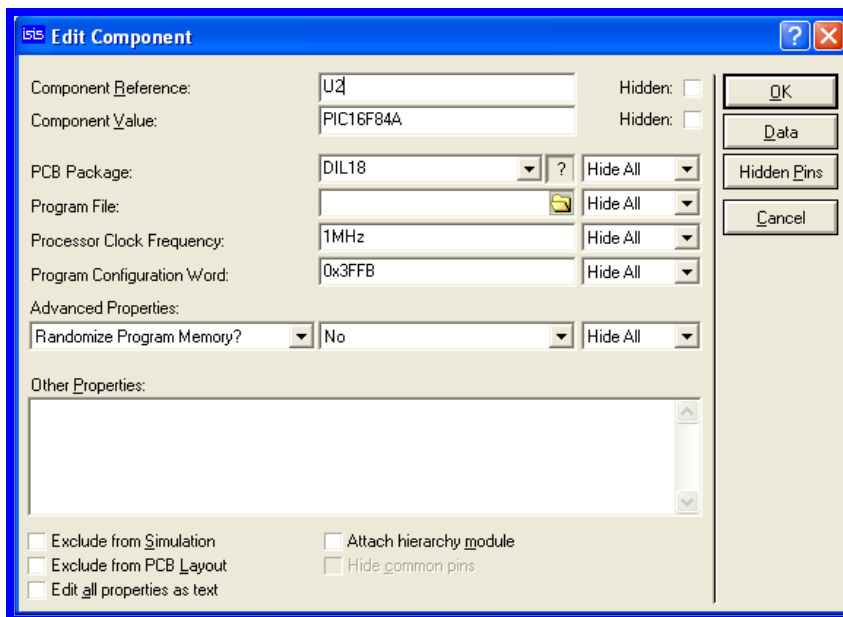 isis Edit Component
Component Reference: U2 Hidden: OK
Component Value: PIC16F84A Hidden: Data
PCB Package: DIL18 ? Hide All Hidden Pins
Program File: Hide All Cancel
Processor Clock Frequency: 1MHz Hide All
Program Configuration Word: 0x3FFB Hide All
Advanced Properties:
Randomize Program Memory? No Hide All
Other Properties:
Exclude from Simulation Attach hierarchy module
Exclude from PCB Layout Hide common pins
Edit all properties as text